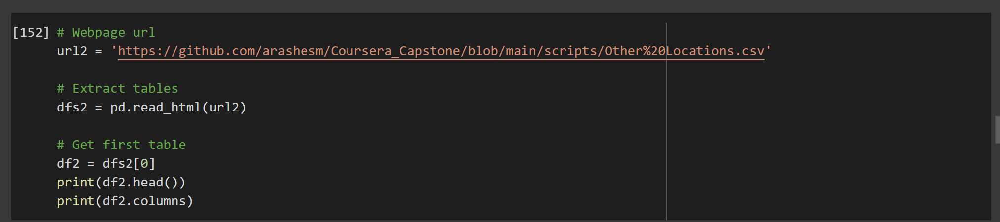 [152] # Webpage url
url2 = 'https://github.com/arashesm/Coursera_Capstone/blob/main/scripts/Other%20Locations.csv'
# Extract tables
dfs2 = pd.read_html(url2)
# Get first table
df2 = dfs2[0]
print(df2.head())
print(df2.columns)